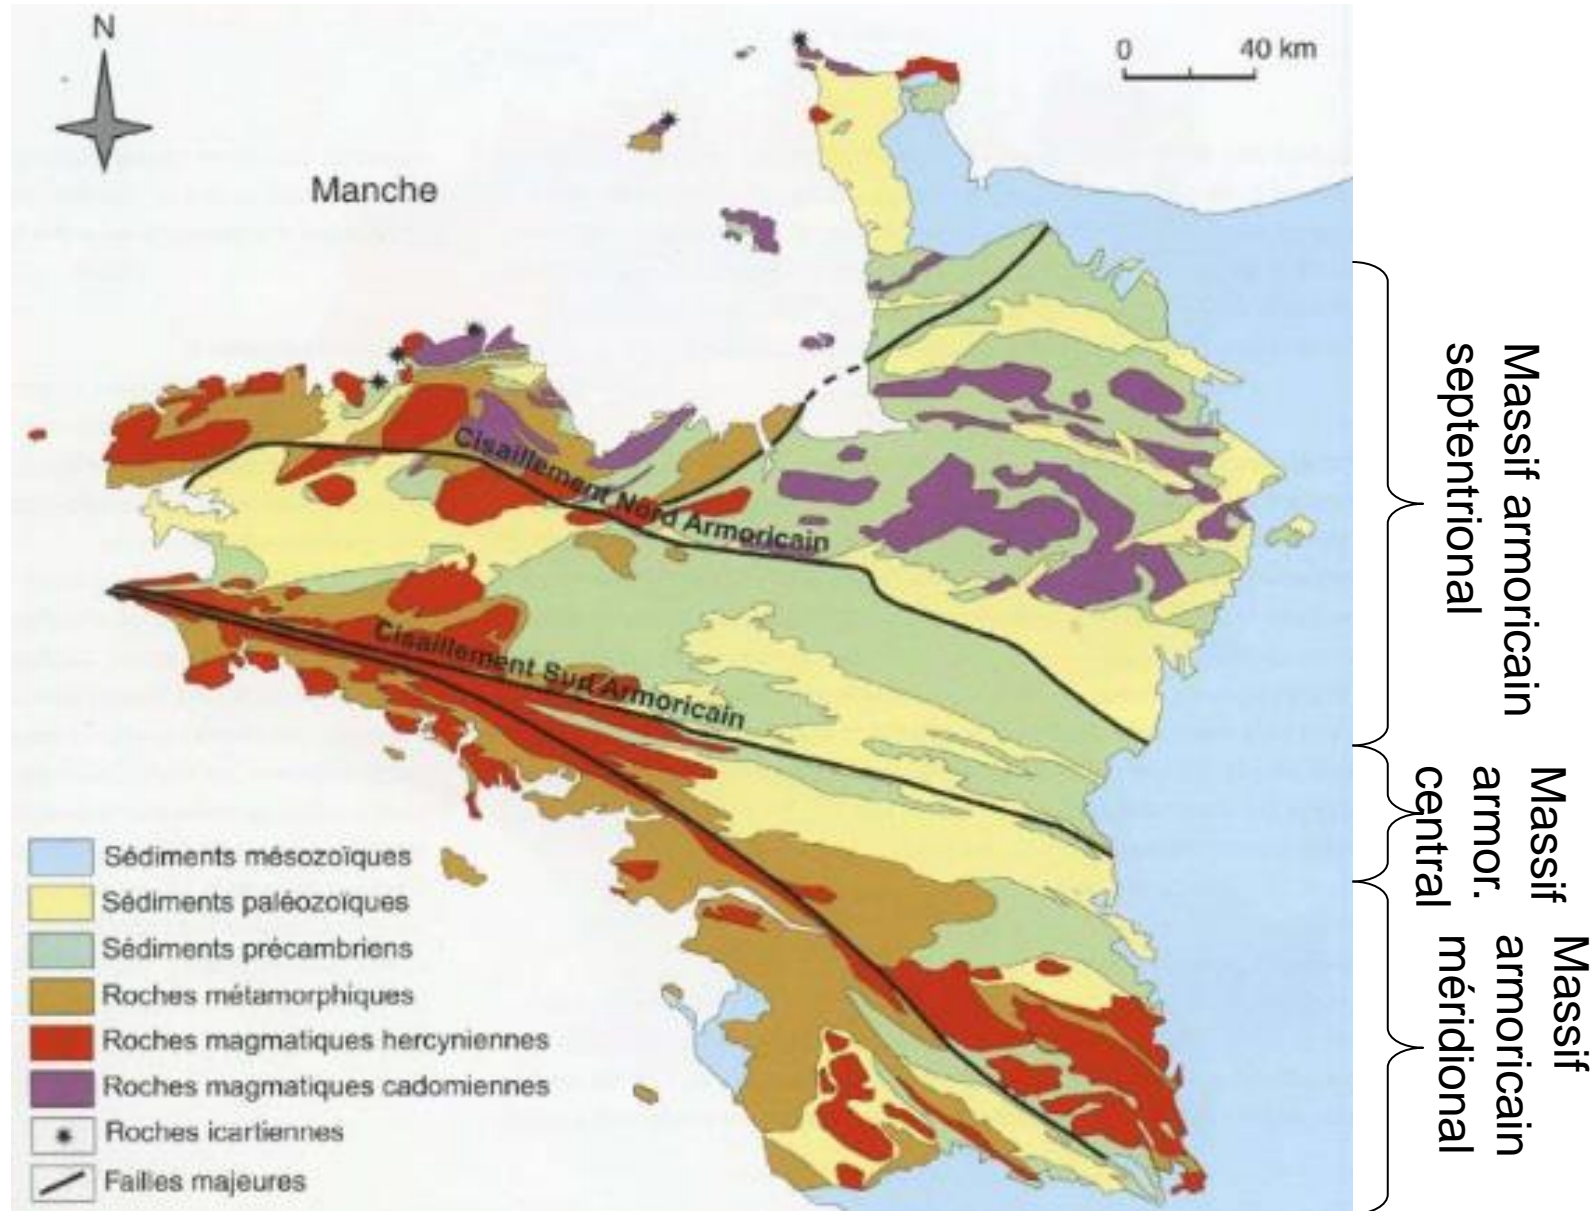 N
0 40 km
Manche
Cisaillement Nord Armoricain
Cisaillement Sud Armoricain
Sédiments mésozoïques
Sédiments paléozoïques
Sédiments précambriens
Roches métamorphiques
Roches magmatiques hercyniennes
Roches magmatiques cadomiennes
Roches icartiennes
Failles majeures
Massif armoricain
septentrional
Massif
armor.
central
Massif
armoricain
méridional